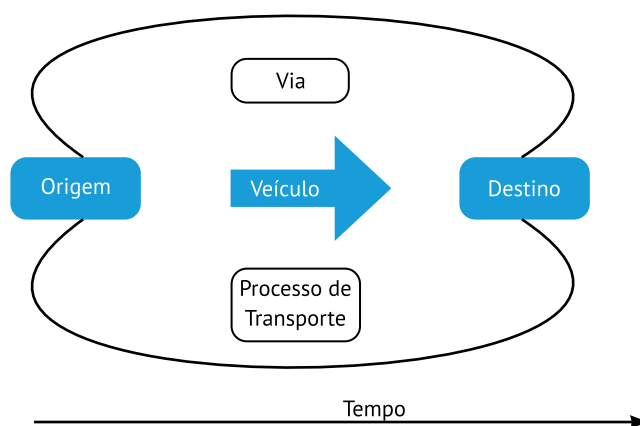 Via
Origem
Veículo
Destino
Processo de
Transporte
Tempo